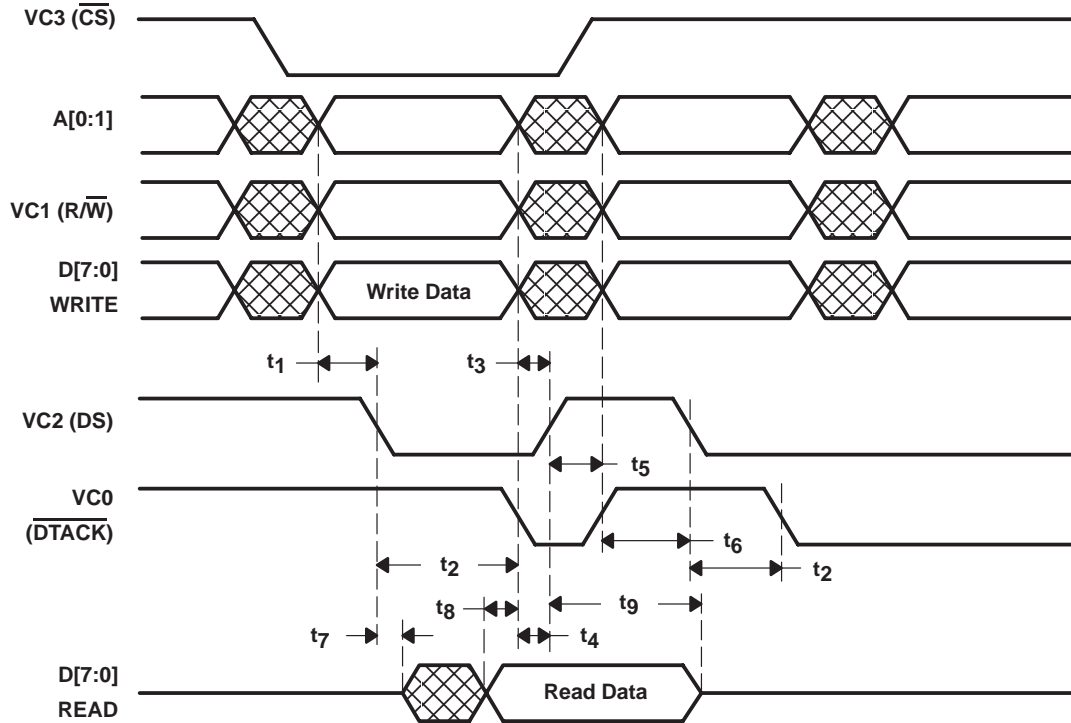 VC3 (CS)
A[0:1]
VC1 (R/W)
D[7:0]
WRITE
Write Data
t1
t3
VC2 (DS)
t5
VC0
(DTACK)
t6
t2
t2
t8
t9
t7
t4
D[7:0]
READ
Read Data